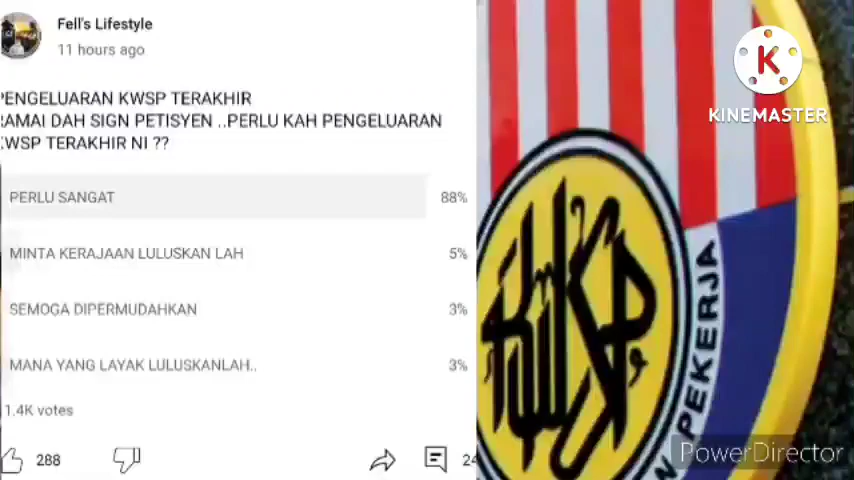 Fell's Lifestyle
11 hours ago
PENGELUARAN KWSP TERAKHIR
RAMAI DAH SIGN PETISYEN ..PERLU KAH PENGELUARAN
KWSP TERAKHIR NI ??
PERLU SANGAT 88%
MINTA KERAJAAN LULUSKAN LAH 5%
SEMOGA DIPERMUDAHKAN 3%
MANA YANG LAYAK LULUSKANLAH.. 3%
1.4K votes
288
24
K
KINEMASTER
KWSP
N PEKERJA
PowerDirector